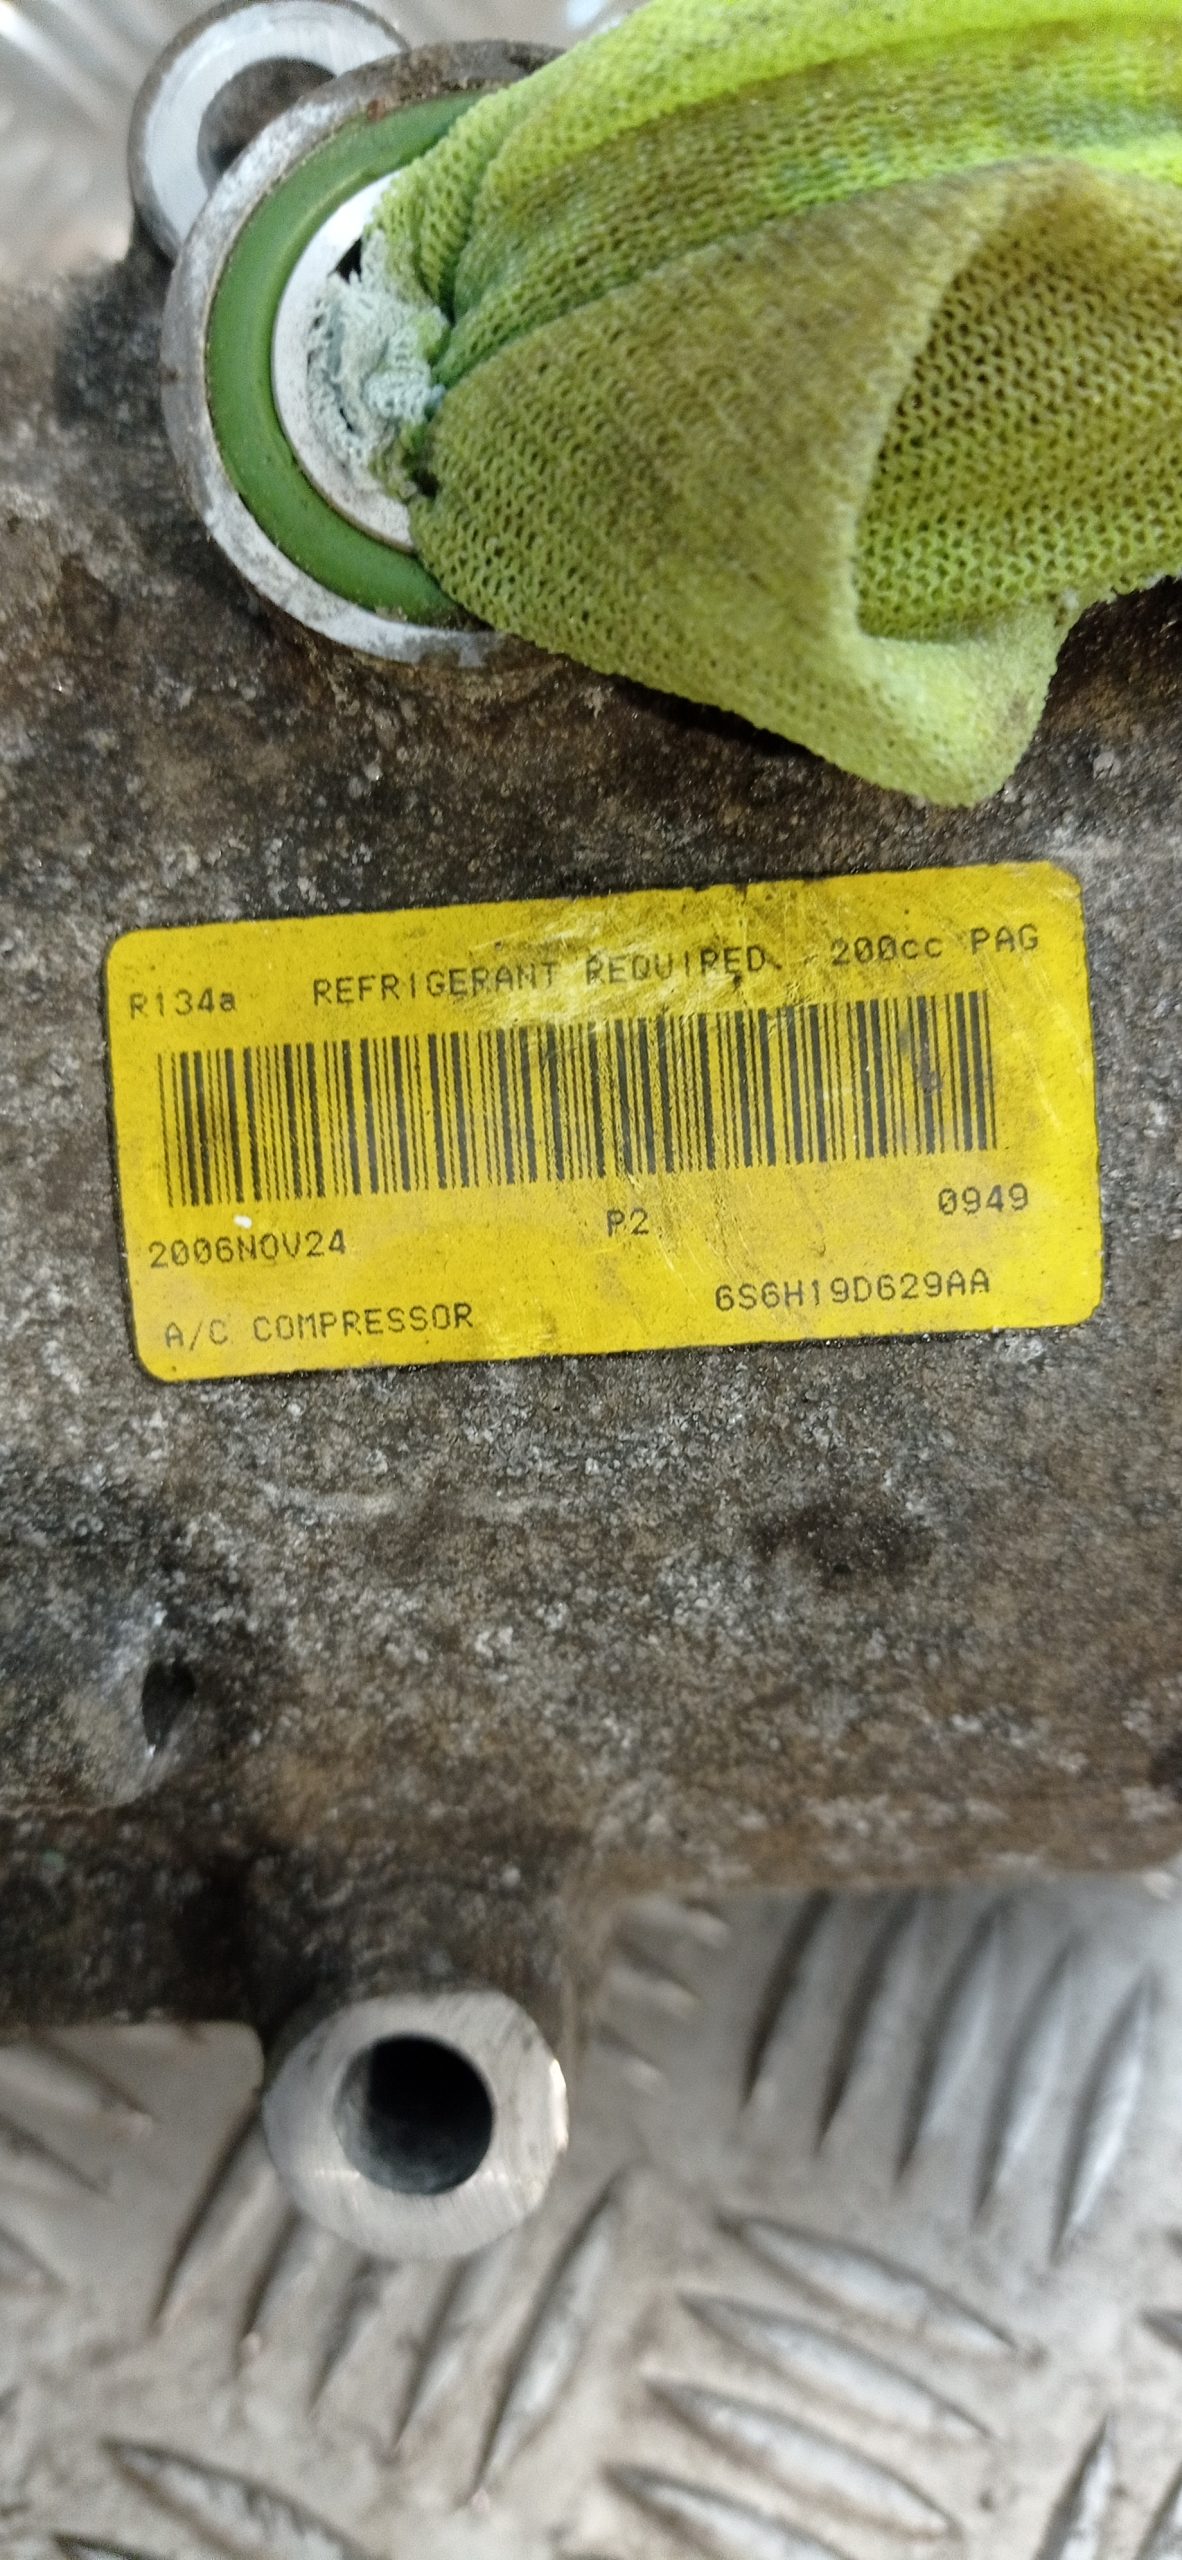 R134a REFRIGERANT REQUIRED. 200cc PAG
2006NOV24 P2 0949
A/C COMPRESSOR 6S6H19D629AA